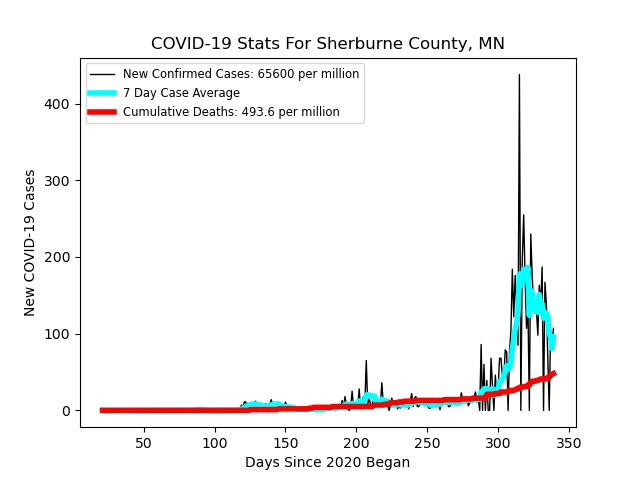 COVID-19 Stats For Sherburne County, MN
New Confirmed Cases: 65600 per million
7 Day Case Average
Cumulative Deaths: 493.6 per million
New COVID-19 Cases
400
300
200
100
0
50 100 150 200 250 300 350
Days Since 2020 Began